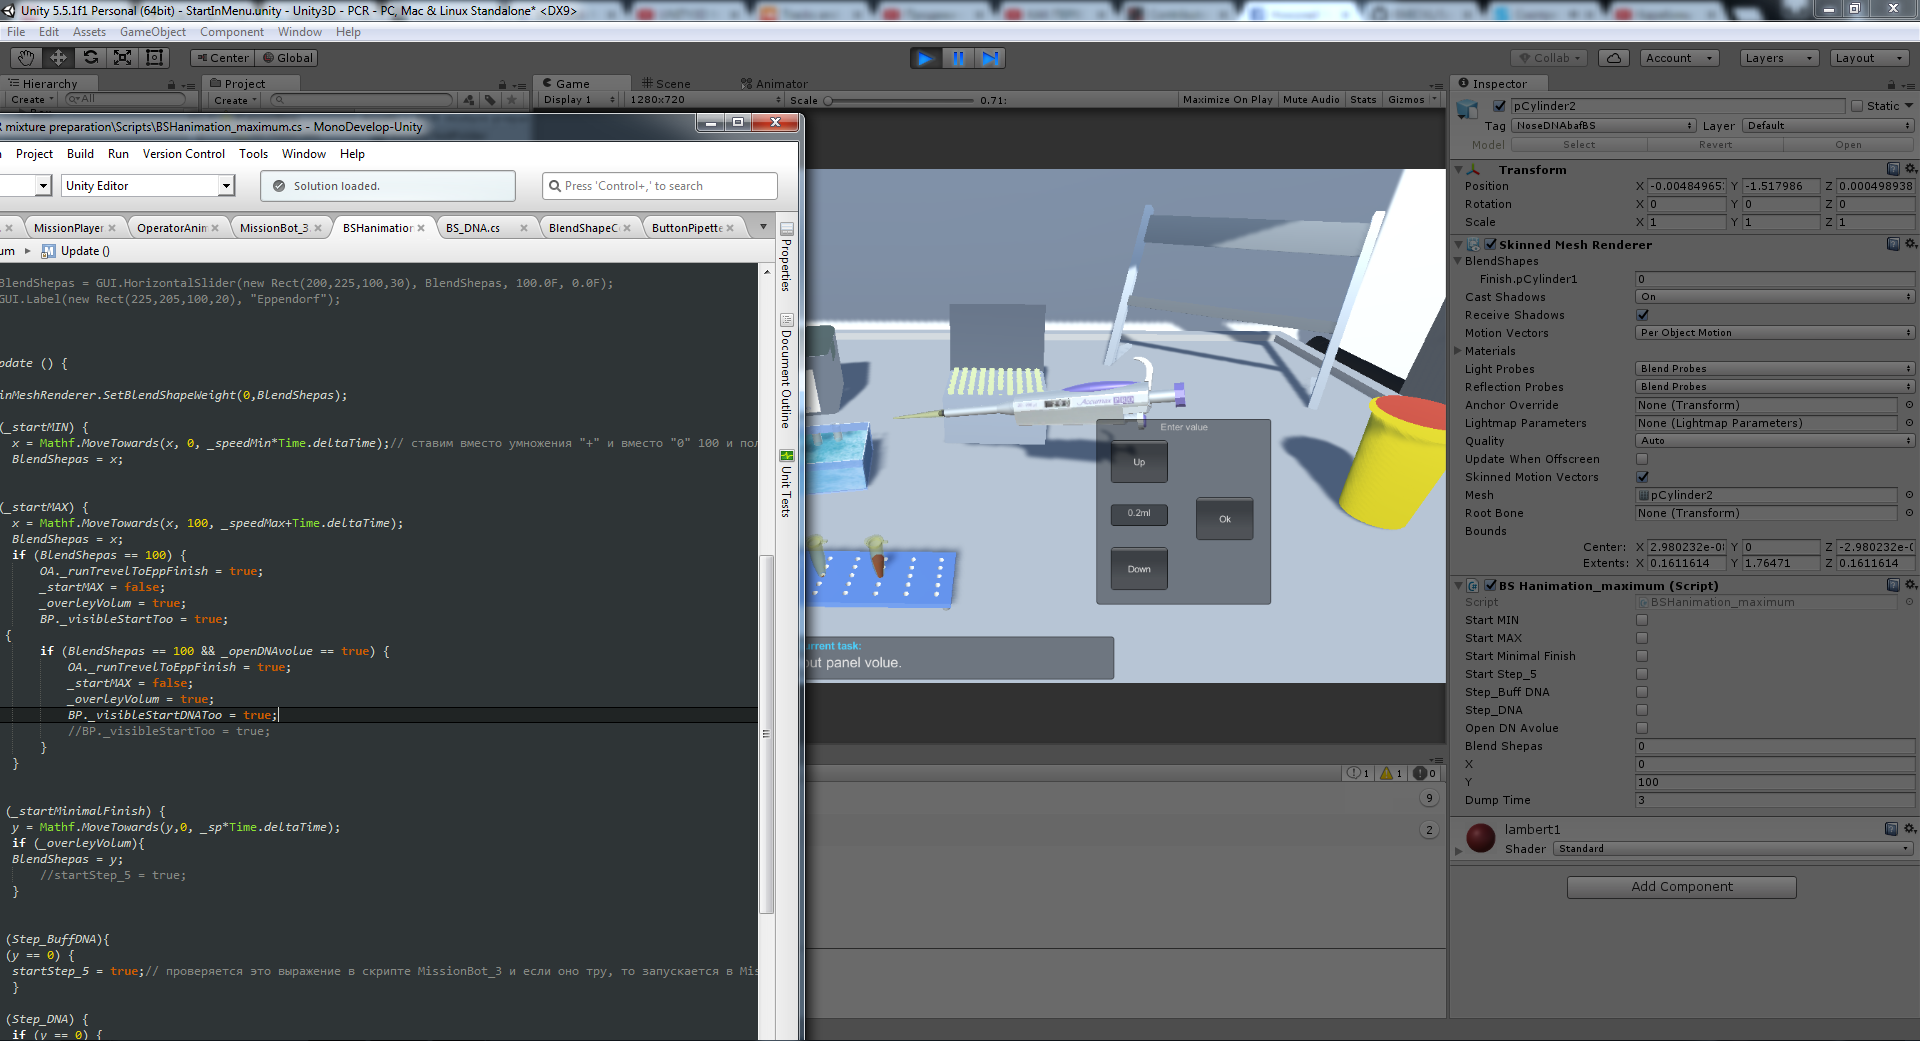 Unity 5.5.1f1 Personal (64bit) - StartInMenu.unity - Unity3D - PCR - PC, Mac & Linux Standalone* <DX9>
File Edit Assets GameObject Component Window Help
Center Global
Collab Account Layers Layout
Hierarchy
Project
Game
Scene
Animator
Inspector
Create All
Create
Display 1 1280x720 Scale 0.71: Maximize On Play Mute Audio Stats Gizmos
mixture preparation\Scripts\BSHanimation_maximum.cs - MonoDevelop-Unity
Project Build Run Version Control Tools Window Help
Unity Editor
Solution loaded.
Press 'Control+,' to search
MissionPlayer
OperatorAnim
MissionBot_3.
BSHanimation
BS_DNA.cs
BlendShapeC
ButtonPipette
um Update ()
Properties
Document Outline
Unit Tests
BlendShepas = GUI.HorizontalSlider(new Rect(200,225,100,30), BlendShepas, 100.0F, 0.0F);
GUI.Label(new Rect(225,205,100,20), "Eppendorf");
pdate () {
inMeshRenderer.SetBlendShapeWeight(0,BlendShepas);
(_startMIN) {
x = Mathf.MoveTowards(x, 0, _speedMin*Time.deltaTime);// ставим вместо умножения "+" и вместо "0" 100 и пол
BlendShepas = x;
(_startMAX) {
x = Mathf.MoveTowards(x, 100, _speedMax+Time.deltaTime);
BlendShepas = x;
if (BlendShepas == 100) {
OA._runTrevelToEppFinish = true;
_startMAX = false;
_overleyVolum = true;
BP._visibleStartToo = true;
{
if (BlendShepas == 100 && _openDNAvolue == true) {
OA._runTrevelToEppFinish = true;
_startMAX = false;
_overleyVolum = true;
BP._visibleStartDNAToo = true;
//BP._visibleStartToo = true;
}
}
(_startMinimalFinish) {
y = Mathf.MoveTowards(y,0, _sp*Time.deltaTime);
if (_overleyVolum){
BlendShepas = y;
//startStep_5 = true;
}
(Step_BuffDNA){
(y == 0) {
startStep_5 = true;// проверяется это выражение в скрипте MissionBot_3 и если оно тру, то запускается в Mis
}
(Step_DNA) {
if (y == 0) {
Accumax
Enter value
Up
0.2ml
Ok
Down
urrent task:
out panel volue.
1 1 0
9
2
pCylinder2 Static
Tag NoseDNAbafBS Layer Default
Model Select Revert Open
Transform
Position X -0.00484965 Y -1.517986 Z 0.000498938
Rotation X 0 Y 0 Z 0
Scale X 1 Y 1 Z 1
Skinned Mesh Renderer
BlendShapes
Finish.pCylinder1 0
Cast Shadows On
Receive Shadows
Motion Vectors Per Object Motion
Materials
Light Probes Blend Probes
Reflection Probes Blend Probes
Anchor Override None (Transform)
Lightmap Parameters None (Lightmap Parameters)
Quality Auto
Update When Offscreen
Skinned Motion Vectors
Mesh pCylinder2
Root Bone None (Transform)
Bounds
Center: X 2.980232e-0 Y 0 Z -2.980232e-0
Extents: X 0.1611614 Y 1.76471 Z 0.1611614
BS Hanimation_maximum (Script)
Script BSHanimation_maximum
Start MIN
Start MAX
Start Minimal Finish
Start Step_5
Step_Buff DNA
Step_DNA
Open DN Avolue
Blend Shepas 0
X 0
Y 100
Dump Time 3
lambert1
Shader Standard
Add Component